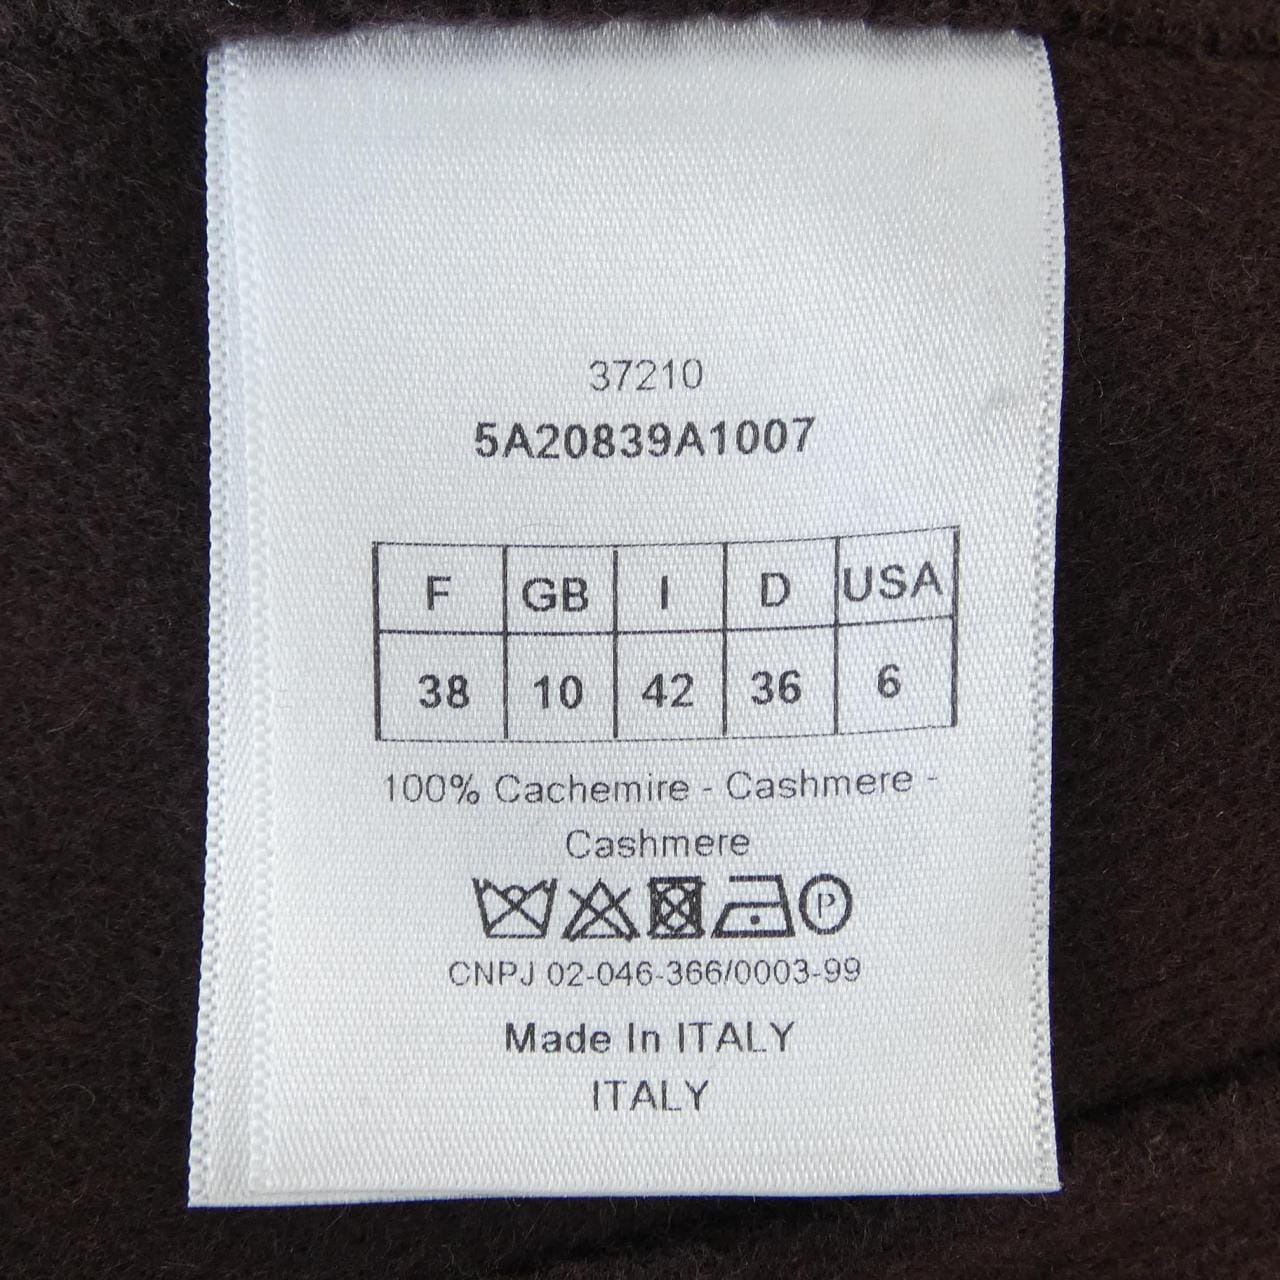 37210
5A20839A1007
F GB I D USA
38 10 42 36 6
100% Cachemire - Cashmere -
Cashmere
P
CNPJ 02-046-366/0003-99
Made In ITALY
ITALY